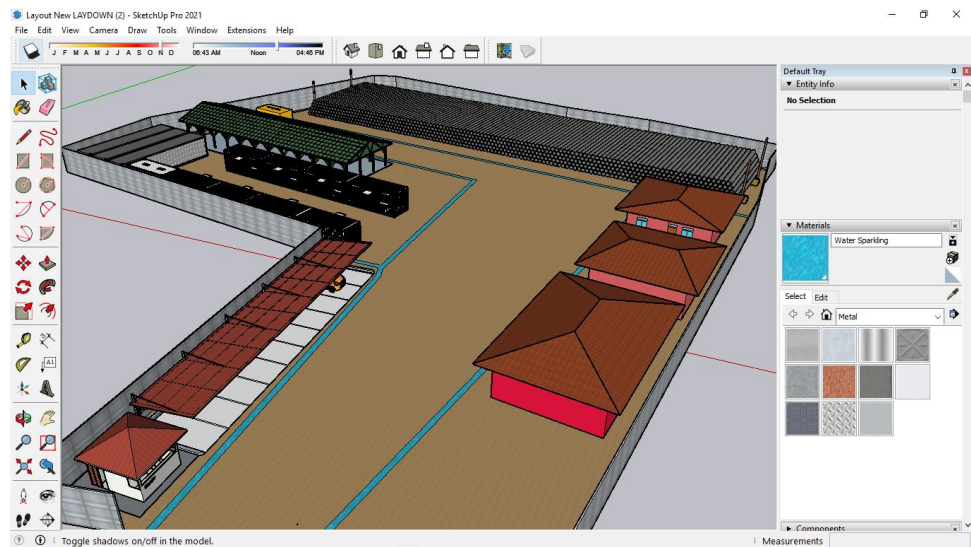 Layout New LAYDOWN (2) - SketchUp Pro 2021
File Edit View Camera Draw Tools Window Extensions Help
J F M A M J J A S O N D 06:43 AM Noon 04:46 PM
Default Tray
Entity Info
No Selection
Materials
Water Sparkling
Select Edit
Metal
A1
Components
Toggle shadows on/off in the model.
Measurements